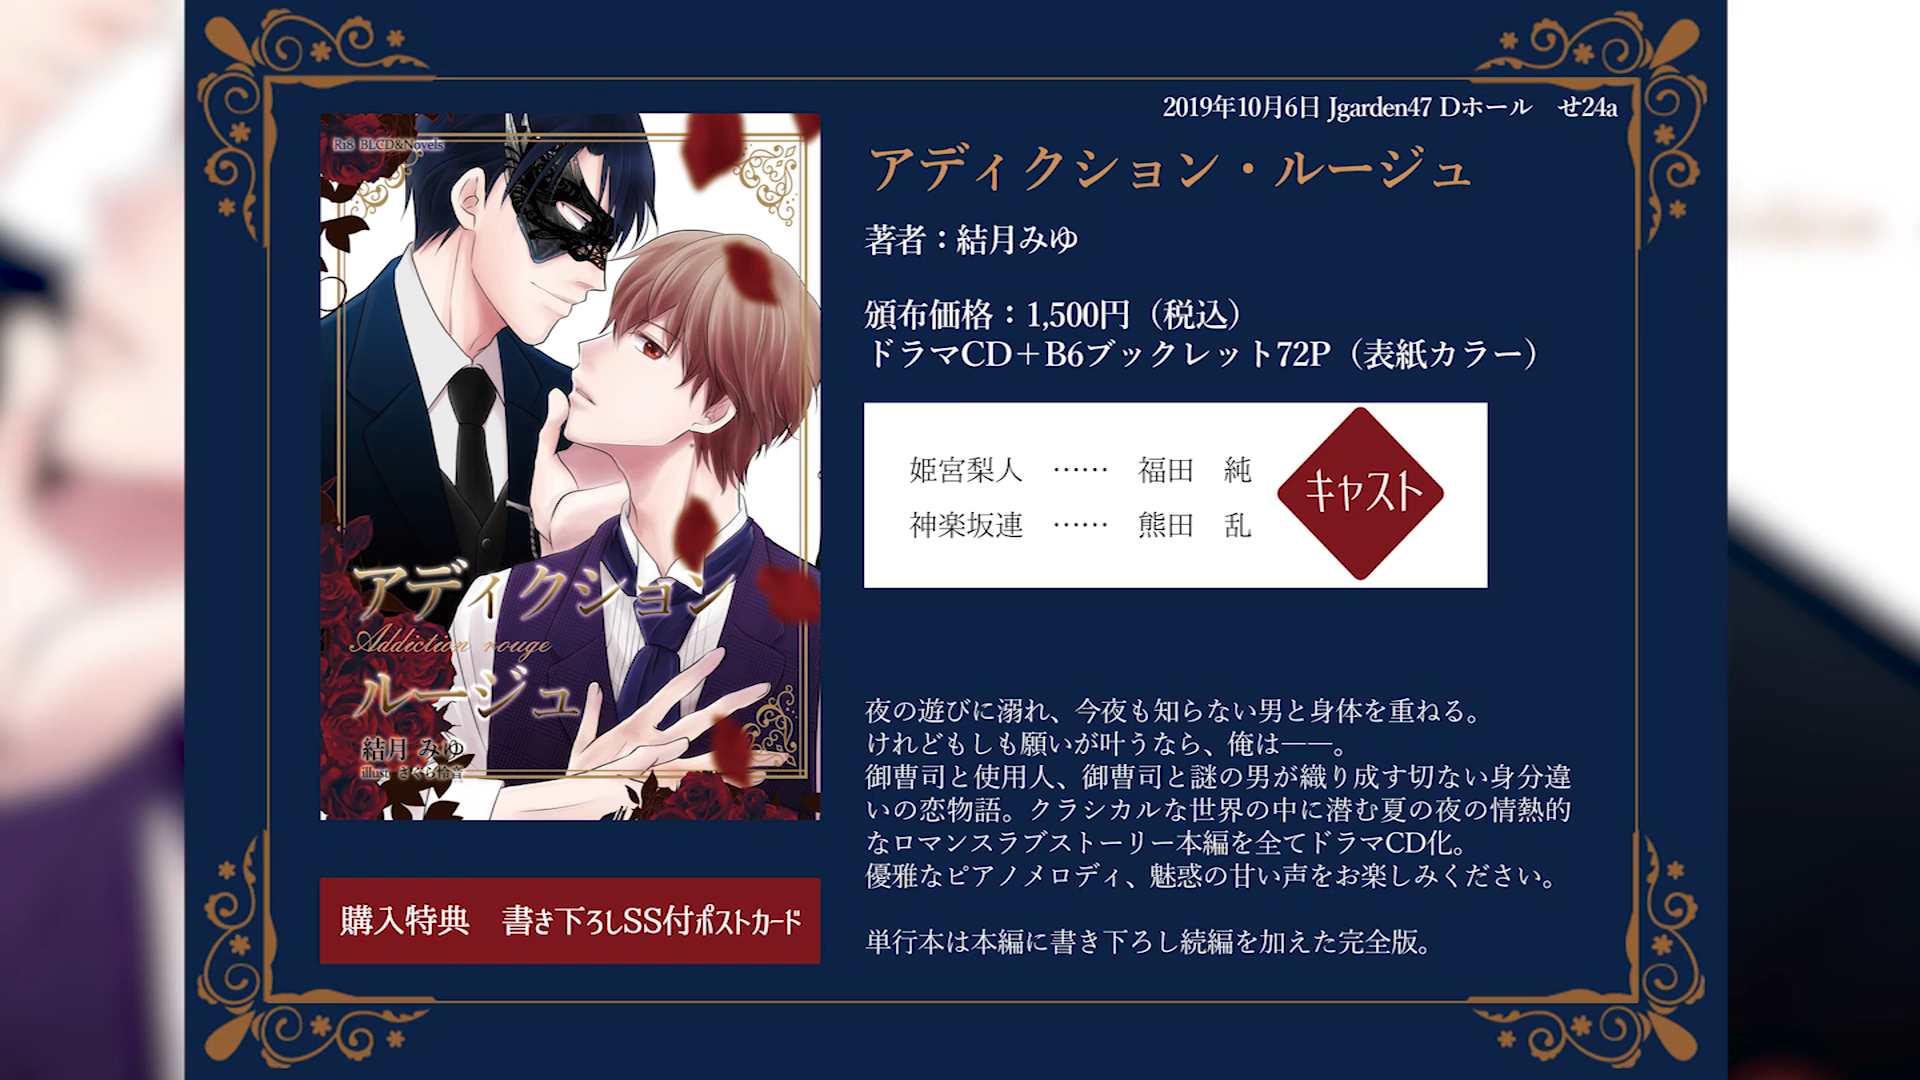 2019年10月6日 Jgarden47 Dホール　せ24a
アディクション・ルージュ
著者：結月みゆ
頒布価格：1,500円（税込）
ドラマCD＋B6ブックレット72P（表紙カラー）
姫宮梨人　……　福田　純
神楽坂連　……　熊田　乱
キャスト
夜の遊びに溺れ、今夜も知らない男と身体を重ねる。
けれどもしも願いが叶うなら、俺は――。
御曹司と使用人、御曹司と謎の男が織り成す切ない身分違
いの恋物語。クラシカルな世界の中に潜む夏の夜の情熱的
なロマンスラブストーリー本編を全てドラマCD化。
優雅なピアノメロディ、魅惑の甘い声をお楽しみください。
単行本は本編に書き下ろし続編を加えた完全版。
R18 BLCD&Novels
アディクション
Addiction rouge
ルージュ
結月 みゆ
illust さくら怜音
購入特典　書き下ろしSS付ポストカード